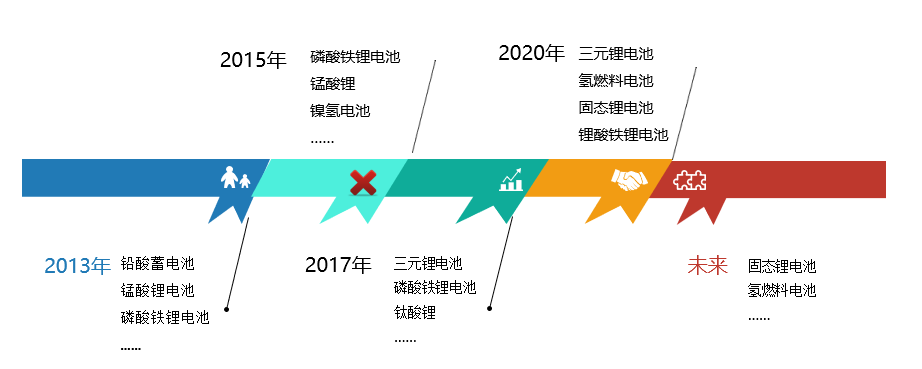 2015年
磷酸铁锂电池
锰酸锂
镍氢电池
……
2020年
三元锂电池
氢燃料电池
固态锂电池
锂酸铁锂电池
2013年
铅酸蓄电池
锰酸锂电池
磷酸铁锂电池
……
2017年
三元锂电池
磷酸铁锂电池
钛酸锂
……
未来
固态锂电池
氢燃料电池
……